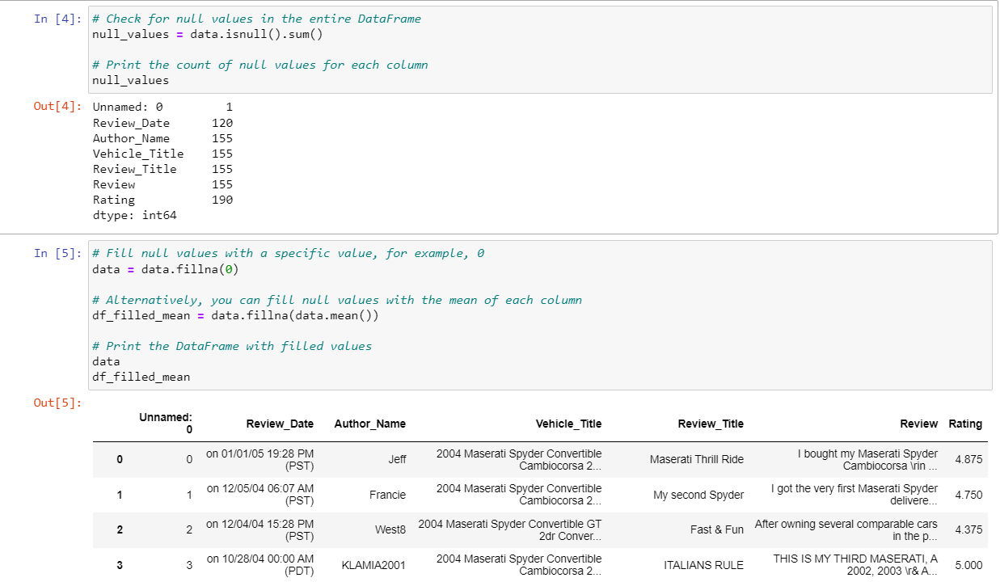 In [4]: # Check for null values in the entire DataFrame
null_values = data.isnull().sum()
# Print the count of null values for each column
null_values
Out[4]: Unnamed: 0 1
Review_Date 120
Author_Name 155
Vehicle_Title 155
Review_Title 155
Review 155
Rating 190
dtype: int64
In [5]: # Fill null values with a specific value, for example, 0
data = data.fillna(0)
# Alternatively, you can fill null values with the mean of each column
df_filled_mean = data.fillna(data.mean())
# Print the DataFrame with filled values
data
df_filled_mean
Out[5]:
Unnamed:
0 Review_Date Author_Name Vehicle_Title Review_Title Review Rating
0 0 on 01/01/05 19:28 PM
(PST) Jeff 2004 Maserati Spyder Convertible
Cambiocorsa 2... Maserati Thrill Ride I bought my Maserati Spyder
Cambiocorsa \rin ... 4.875
1 1 on 12/05/04 06:07 AM
(PST) Francie 2004 Maserati Spyder Convertible
Cambiocorsa 2... My second Spyder I got the very first Maserati Spyder
delivere... 4.750
2 2 on 12/04/04 15:28 PM
(PST) West8 2004 Maserati Spyder Convertible GT
2dr Conver... Fast & Fun After owning several comparable cars
in the p... 4.375
3 3 on 10/28/04 00:00 AM
(PDT) KLAMIA2001 2004 Maserati Spyder Convertible
Cambiocorsa 2... ITALIANS RULE THIS IS MY THIRD MASERATI, A
2002, 2003 \r& A... 5.000